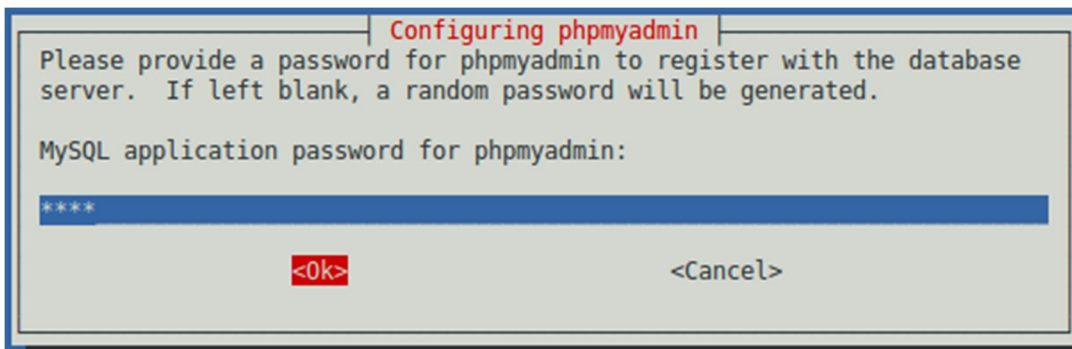 Configuring phpmyadmin
Please provide a password for phpmyadmin to register with the database
server.  If left blank, a random password will be generated.
MySQL application password for phpmyadmin:
****
<Ok> <Cancel>